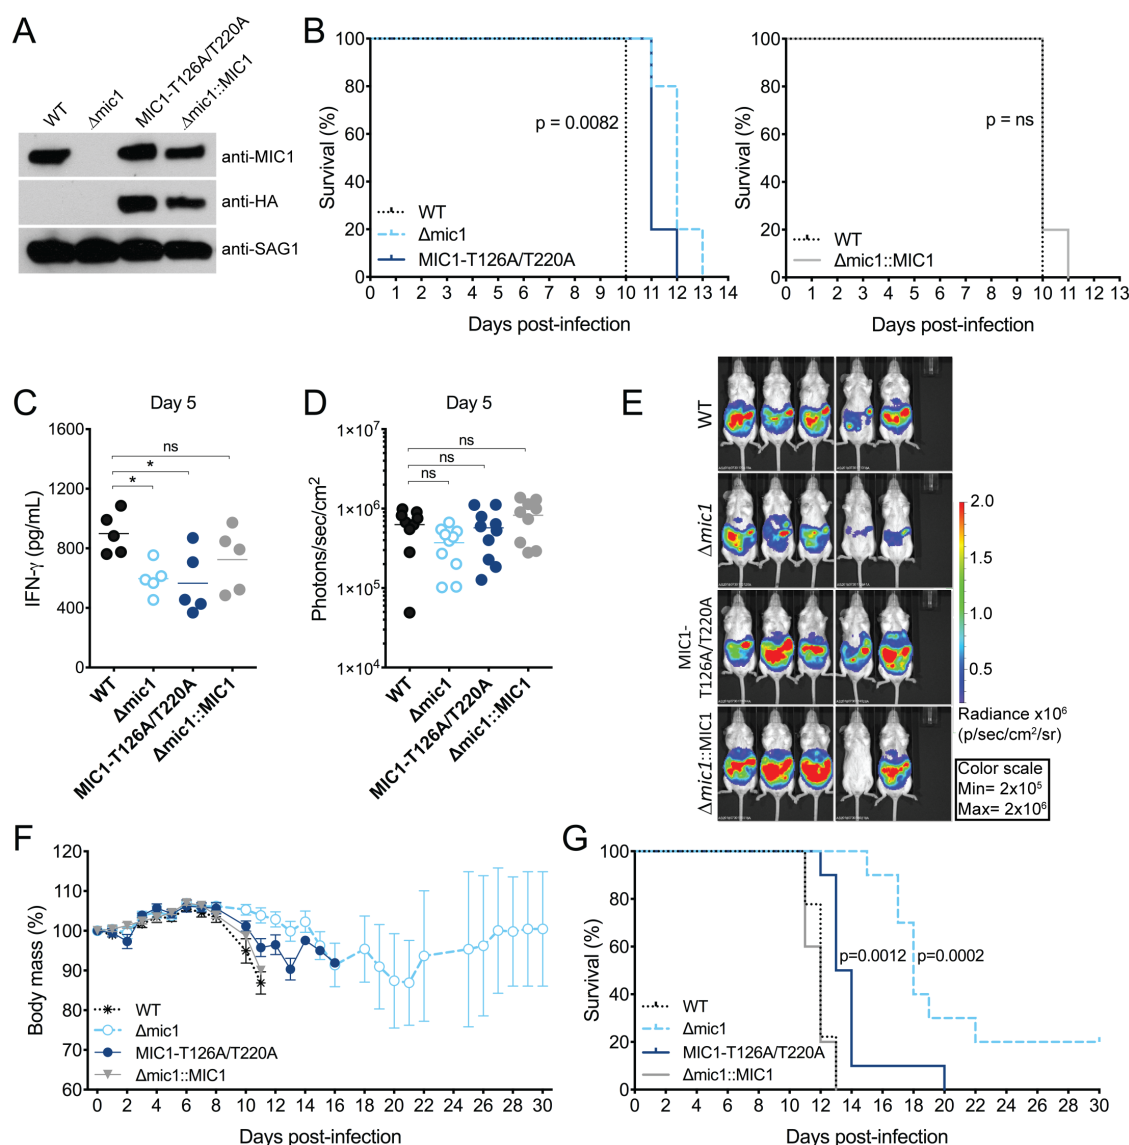 A
WT
Δmic1
MIC1-T126A/T220A
Δmic1::MIC1
anti-MIC1
anti-HA
anti-SAG1
B
Survival (%)
100
80
60
40
20
0
p = 0.0082
WT
Δmic1
MIC1-T126A/T220A
0 1 2 3 4 5 6 7 8 9 10 11 12 13 14
Days post-infection
Survival (%)
100
80
60
40
20
0
p = ns
WT
Δmic1::MIC1
0 1 2 3 4 5 6 7 8 9 10 11 12 13
Days post-infection
C
Day 5
IFN-γ (pg/mL)
1600
1200
800
400
0
ns
*
*
WT
Δmic1
MIC1-T126A/T220A
Δmic1::MIC1
D
Day 5
Photons/sec/cm²
1×10⁷
1×10⁶
1×10⁵
1×10⁴
ns
ns
ns
WT
Δmic1
MIC1-T126A/T220A
Δmic1::MIC1
E
WT
Δmic1
MIC1-
T126A/T220A
Δmic1::MIC1
2.0
1.5
1.0
0.5
Radiance x10⁶
(p/sec/cm²/sr)
Color scale
Min= 2x10⁵
Max= 2x10⁶
F
Body mass (%)
120
110
100
90
80
70
60
WT
Δmic1
MIC1-T126A/T220A
Δmic1::MIC1
0 2 4 6 8 10 12 14 16 18 20 22 24 26 28 30
Days post-infection
G
Survival (%)
100
80
60
40
20
0
p=0.0012
p=0.0002
WT
Δmic1
MIC1-T126A/T220A
Δmic1::MIC1
0 2 4 6 8 10 12 14 16 18 20 22 24 26 28 30
Days post-infection